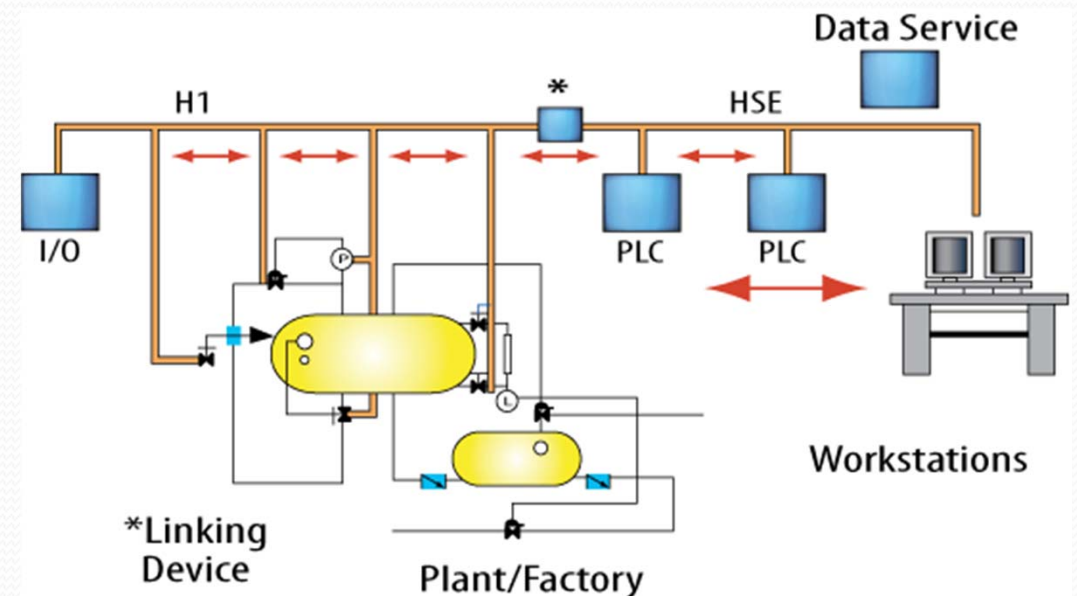 Data Service
H1
*
HSE
I/O
PLC
PLC
P
L
Workstations
*Linking
Device
Plant/Factory